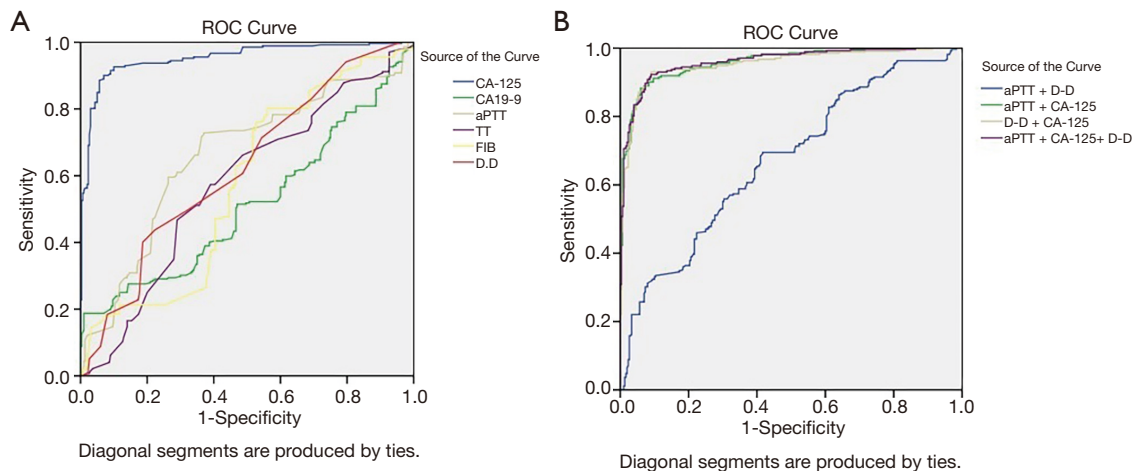 A
ROC Curve
Source of the Curve
CA-125
CA19-9
aPTT
TT
FIB
D.D
Sensitivity
1.0
0.8
0.6
0.4
0.2
0.0
0.0 0.2 0.4 0.6 0.8 1.0
1-Specificity
Diagonal segments are produced by ties.
B
ROC Curve
Source of the Curve
aPTT + D-D
aPTT + CA-125
D-D + CA-125
aPTT + CA-125+ D-D
Sensitivity
1.0
0.8
0.6
0.4
0.2
0.0
0.0 0.2 0.4 0.6 0.8 1.0
1-Specificity
Diagonal segments are produced by ties.